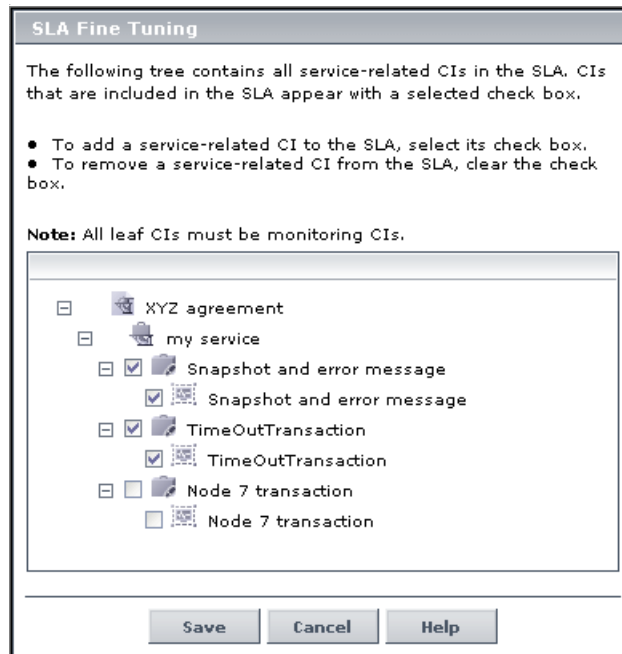 SLA Fine Tuning
The following tree contains all service-related CIs in the SLA. CIs
that are included in the SLA appear with a selected check box.
● To add a service-related CI to the SLA, select its check box.
● To remove a service-related CI from the SLA, clear the check
box.
Note: All leaf CIs must be monitoring CIs.
XYZ agreement
my service
Snapshot and error message
Snapshot and error message
TimeOutTransaction
TimeOutTransaction
Node 7 transaction
Node 7 transaction
Save Cancel Help